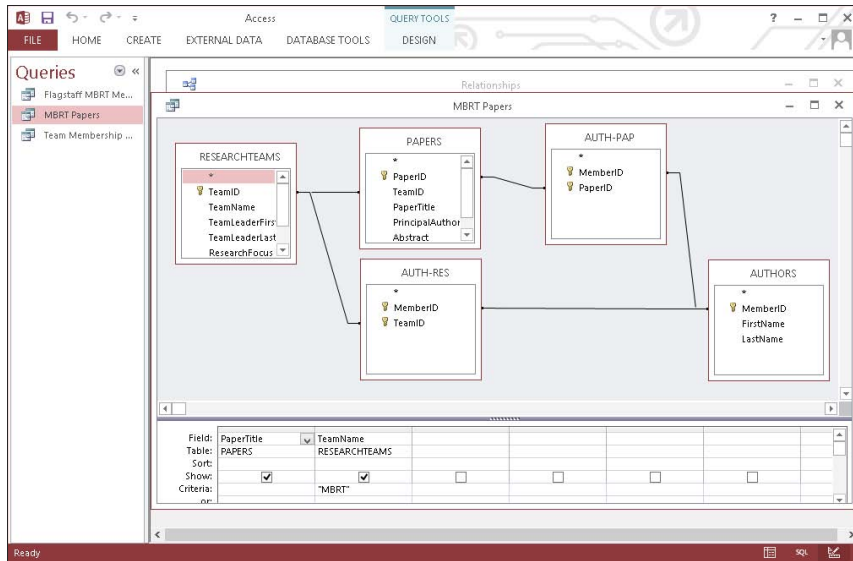 Access
QUERY TOOLS
?
FILE HOME CREATE EXTERNAL DATA DATABASE TOOLS DESIGN
Queries
Flagstaff MBRT Me...
MBRT Papers
Team Membership ...
Relationships
MBRT Papers
RESEARCHTEAMS
*
TeamID
TeamName
TeamLeaderFirs
TeamLeaderLast
ResearchFocus
PAPERS
*
PaperID
TeamID
PaperTitle
PrincipalAuthor
Abstract
AUTH-PAP
*
MemberID
PaperID
AUTH-RES
*
MemberID
TeamID
AUTHORS
*
MemberID
FirstName
LastName
Field: PaperTitle TeamName
Table: PAPERS RESEARCHTEAMS
Sort:
Show:
Criteria: "MBRT"
or:
Ready SQL